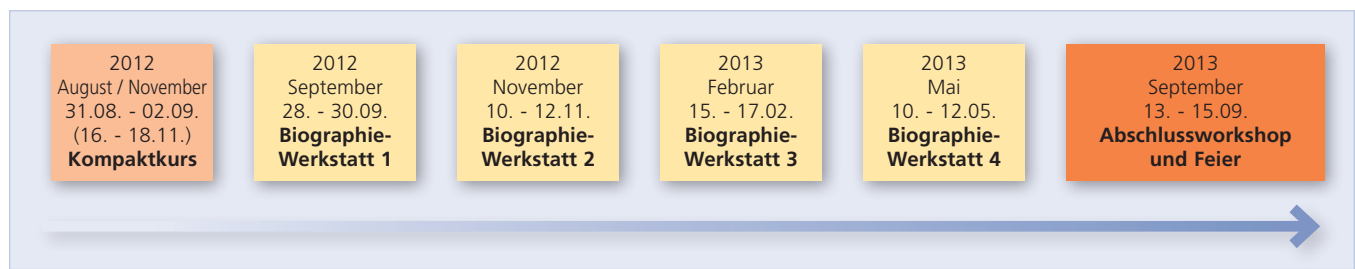 2012
August / November
31.08. - 02.09.
(16. - 18.11.)
Kompaktkurs
2012
September
28. - 30.09.
Biographie-
Werkstatt 1
2012
November
10. - 12.11.
Biographie-
Werkstatt 2
2013
Februar
15. - 17.02.
Biographie-
Werkstatt 3
2013
Mai
10. - 12.05.
Biographie-
Werkstatt 4
2013
September
13. - 15.09.
Abschlussworkshop
und Feier